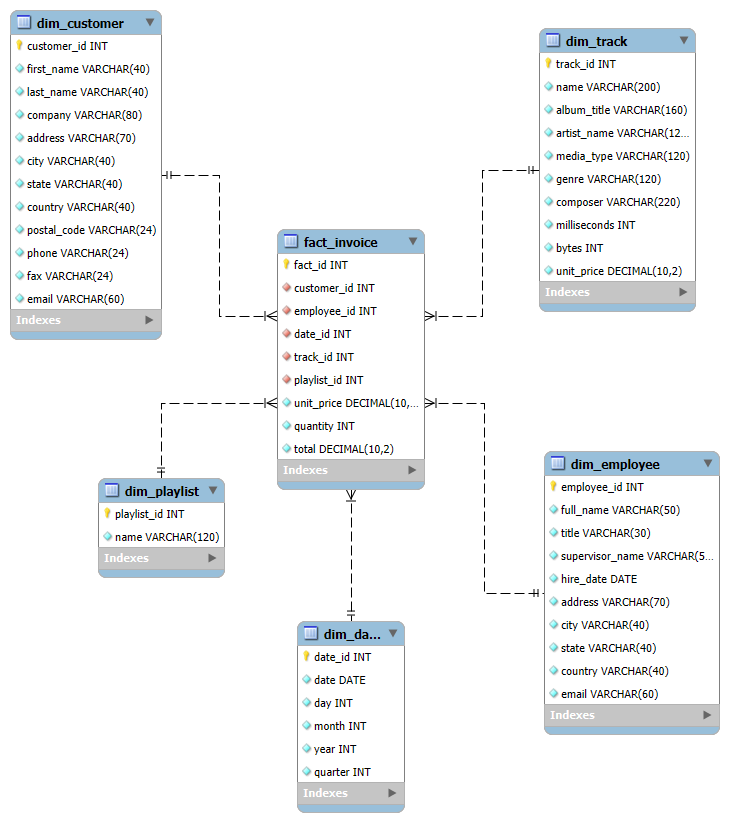 dim_customer
customer_id INT
first_name VARCHAR(40)
last_name VARCHAR(40)
company VARCHAR(80)
address VARCHAR(70)
city VARCHAR(40)
state VARCHAR(40)
country VARCHAR(40)
postal_code VARCHAR(24)
phone VARCHAR(24)
fax VARCHAR(24)
email VARCHAR(60)
Indexes
dim_track
track_id INT
name VARCHAR(200)
album_title VARCHAR(160)
artist_name VARCHAR(12...
media_type VARCHAR(120)
genre VARCHAR(120)
composer VARCHAR(220)
milliseconds INT
bytes INT
unit_price DECIMAL(10,2)
Indexes
fact_invoice
fact_id INT
customer_id INT
employee_id INT
date_id INT
track_id INT
playlist_id INT
unit_price DECIMAL(10,...
quantity INT
total DECIMAL(10,2)
Indexes
dim_playlist
playlist_id INT
name VARCHAR(120)
Indexes
dim_employee
employee_id INT
full_name VARCHAR(50)
title VARCHAR(30)
supervisor_name VARCHAR(5...
hire_date DATE
address VARCHAR(70)
city VARCHAR(40)
state VARCHAR(40)
country VARCHAR(40)
email VARCHAR(60)
Indexes
dim_da...
date_id INT
date DATE
day INT
month INT
year INT
quarter INT
Indexes